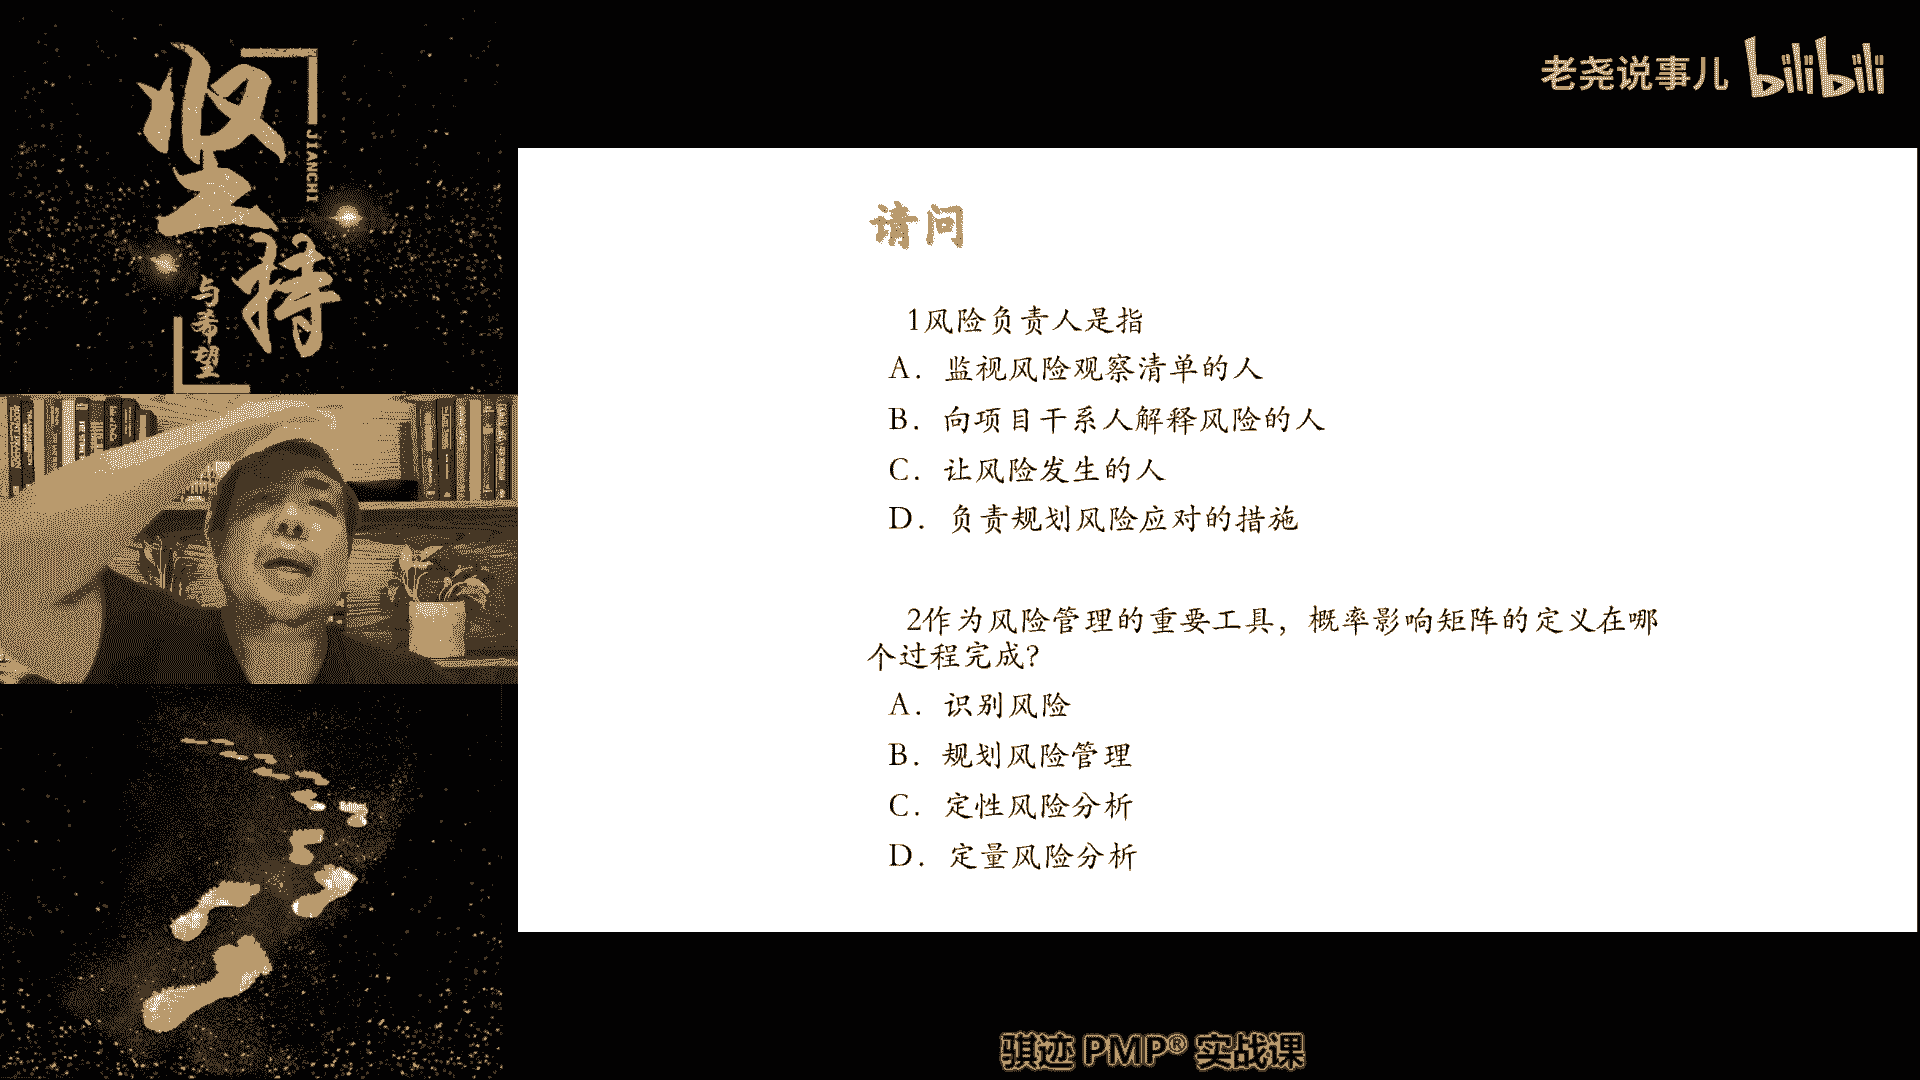 坚持
JIANCHI
与希望
老尧说事儿 bilibili
请问
1风险负责人是指
A. 监视风险观察清单的人
B. 向项目干系人解释风险的人
C. 让风险发生的人
D. 负责规划风险应对的措施
2作为风险管理的重要工具，概率影响矩阵的定义在哪
个过程完成？
A. 识别风险
B. 规划风险管理
C. 定性风险分析
D. 定量风险分析
骐迹 PMP® 实战课